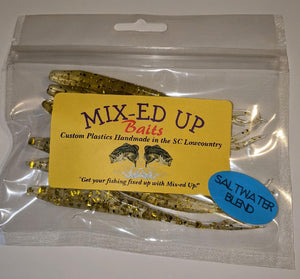 MIX-ED UP
Baits
Custom Plastics Handmade in the SC Lowcountry
"Get your fishing fixed up with Mix-ed Up!"
SALTWATER
BLEND